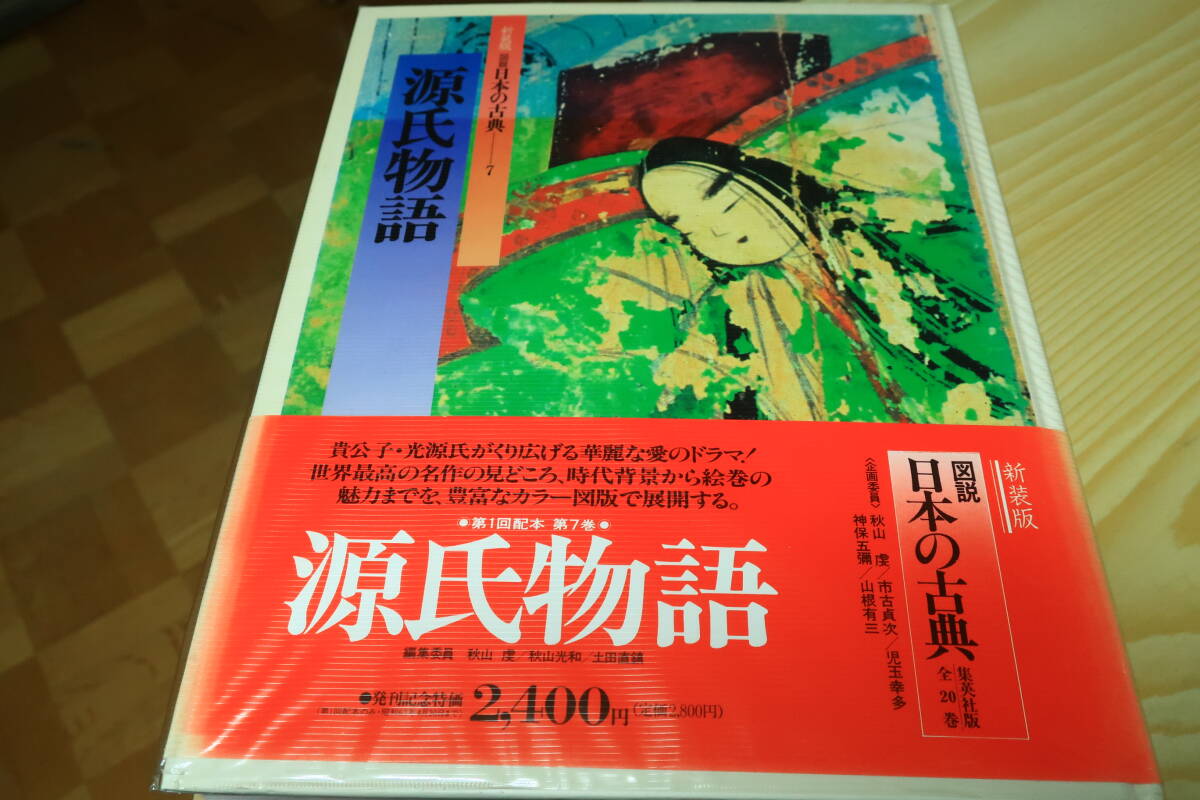 新装版 図説 日本の古典——7
源氏物語
貴公子・光源氏がくり広げる華麗な愛のドラマ!
世界最高の名作の見どころ、時代背景から絵巻の
魅力までを、豊富なカラー図版で展開する。
●第1回配本 第7巻●
源氏物語
編集委員 秋山 虔/秋山光和/土田直鎮
●発刊記念特価 2,400円(定価2,800円)
新装版
図説
日本の古典
集英社版
全20巻
〈企画委員〉秋山 虔/市古貞次/児玉幸多
神保五彌/山根有三